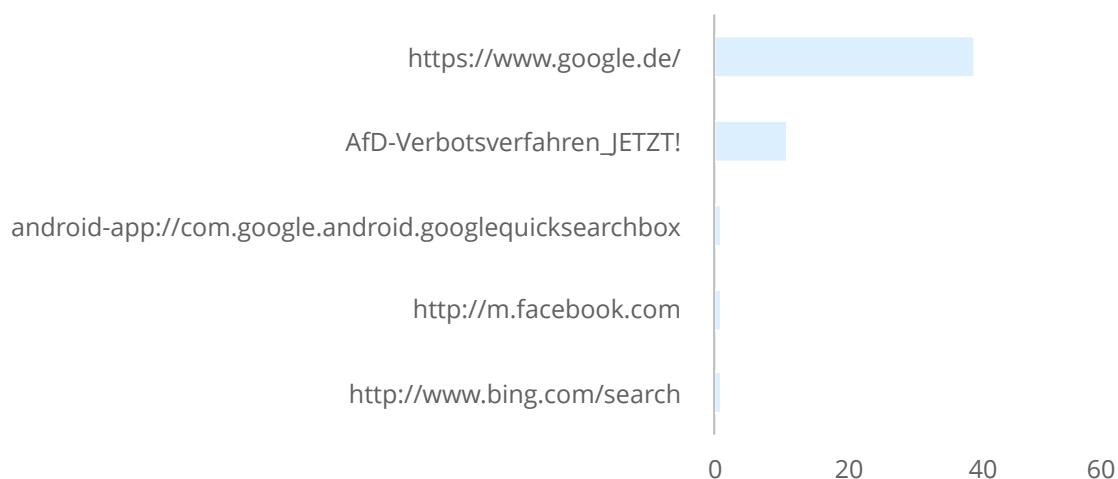 https://www.google.de/
AfD-Verbotsverfahren_JETZT!
android-app://com.google.android.googlequicksearchbox
http://m.facebook.com
http://www.bing.com/search
0 20 40 60